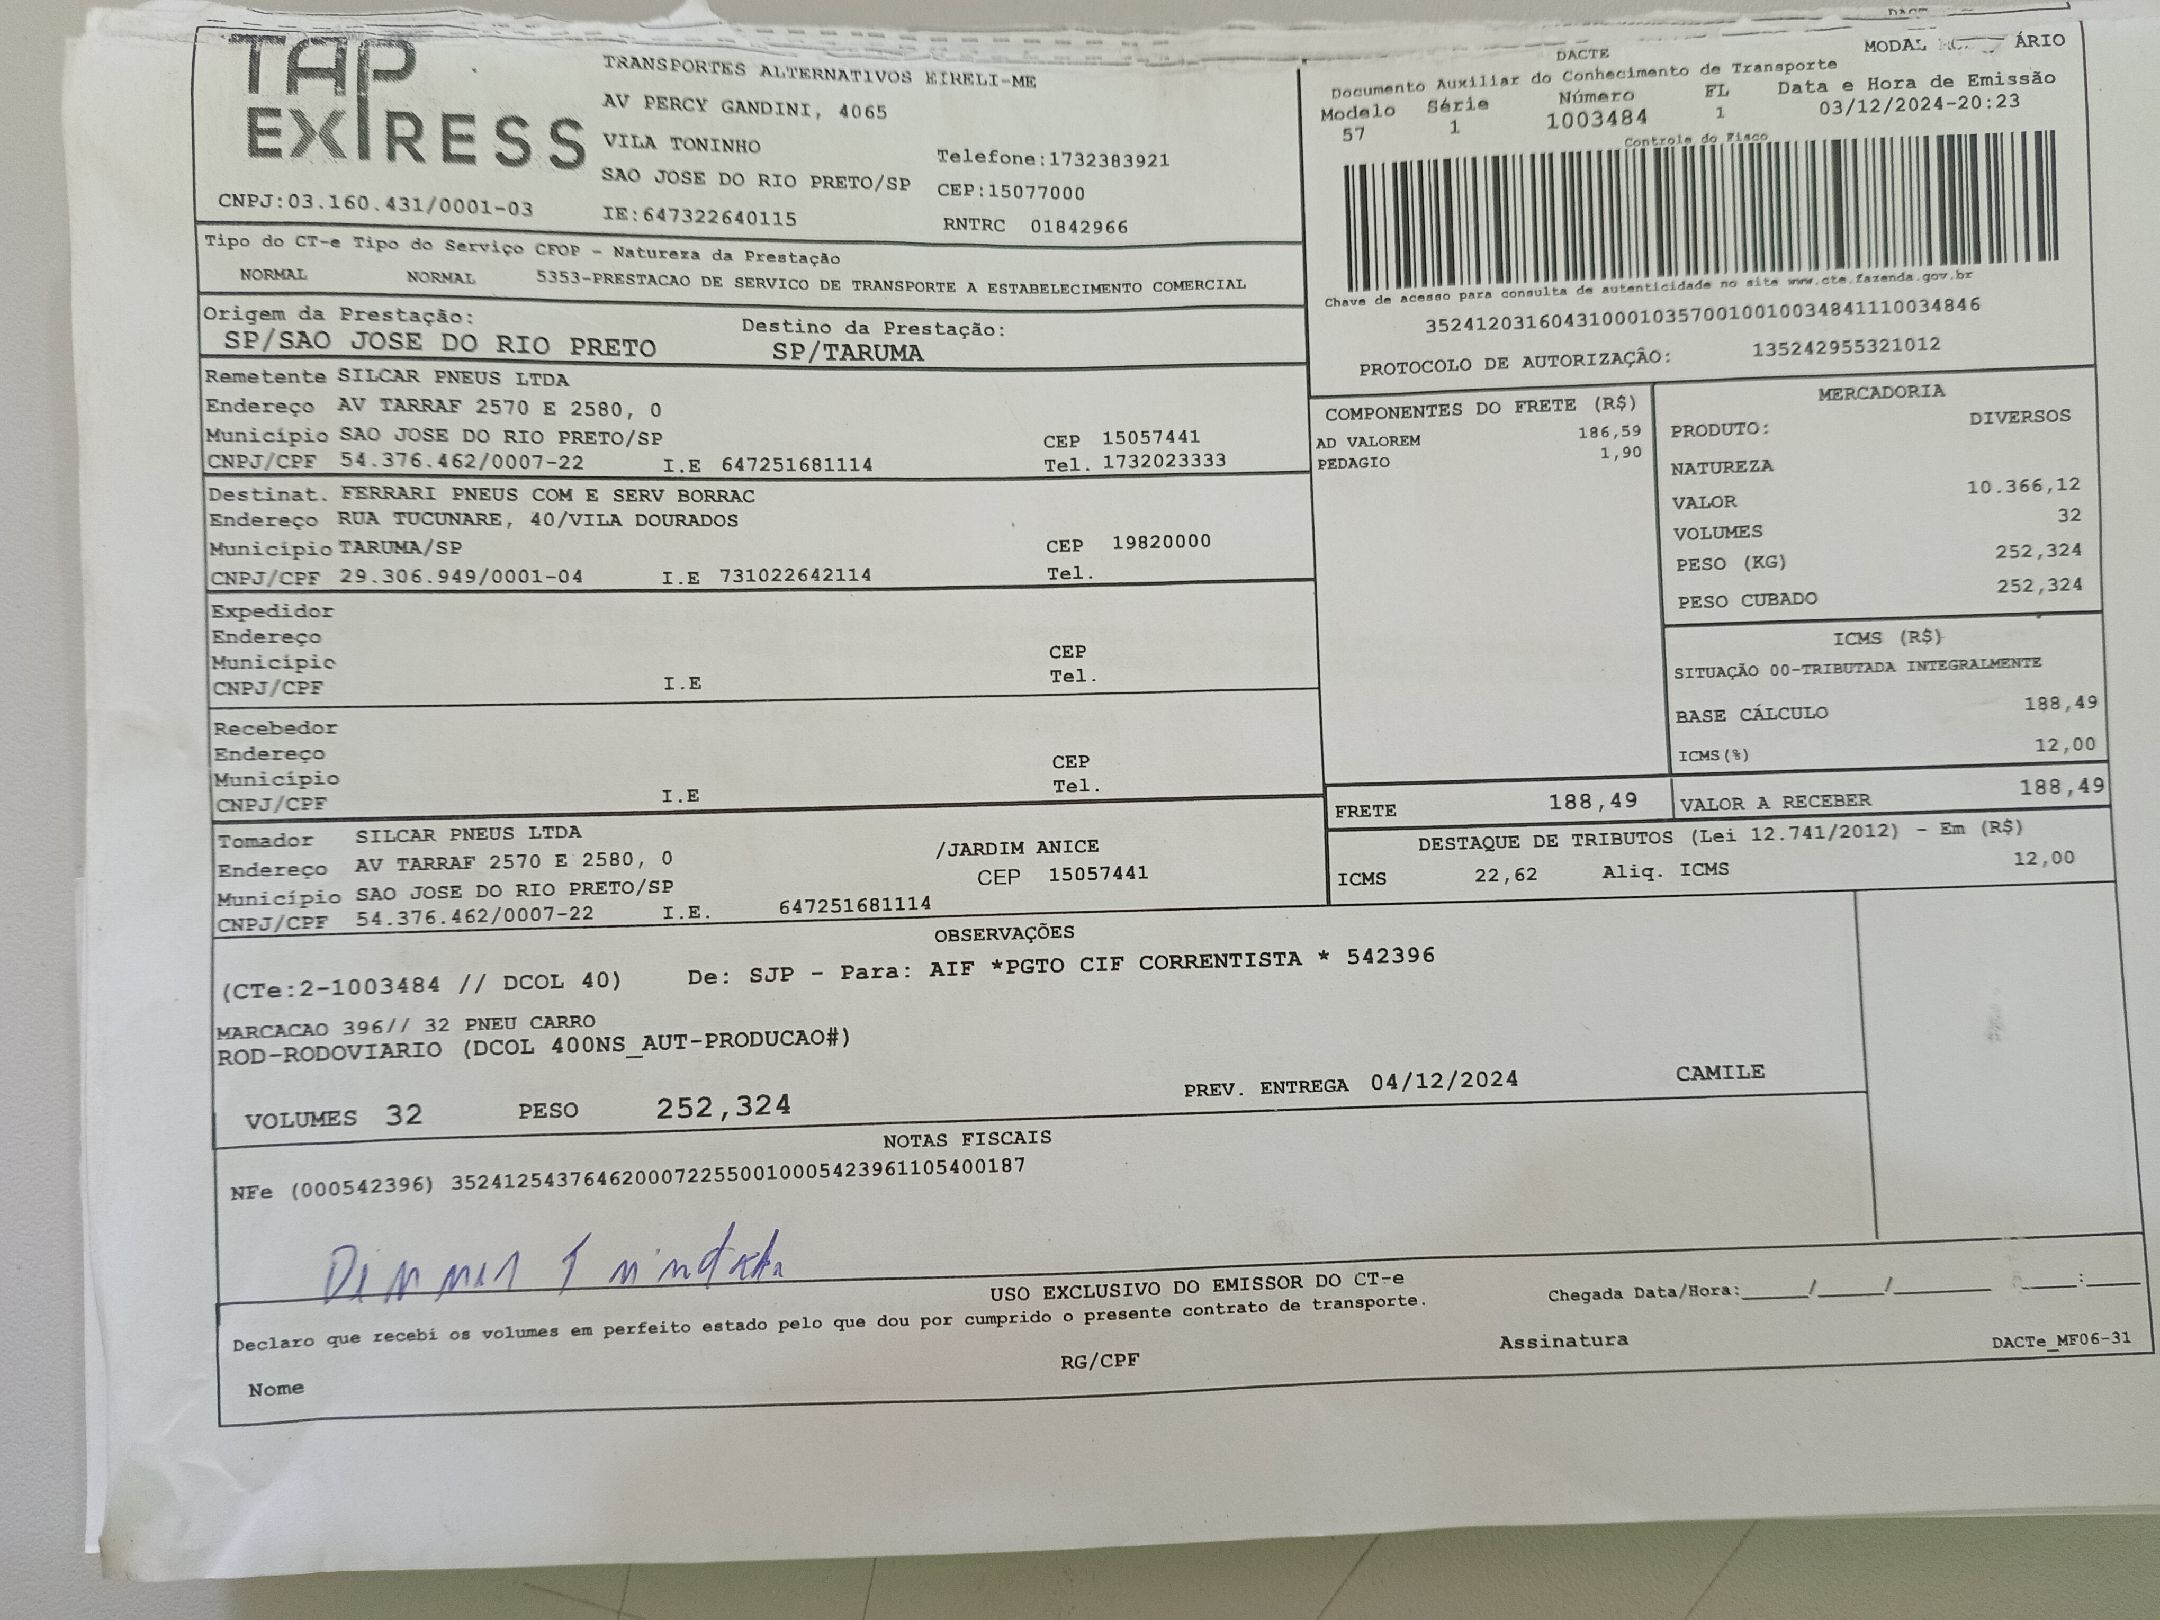 TAP
EXPRESS
CNPJ:03.160.431/0001-03
TRANSPORTES ALTERNATIVOS EIRELI-ME
AV PERCY GANDINI, 4065
VILA TONINHO
Telefone:1732383921
SAO JOSE DO RIO PRETO/SP CEP:15077000
IE:647322640115 RNTRC 01842966
DACTE
MODAL ÁRIO
Documento Auxiliar do Conhecimento de Transporte
Modelo Série Número FL Data e Hora de Emissão
57 1 1003484 1 03/12/2024-20:23
Controle do Fisco
Chave de acesso para consulta de autenticidade no site www.cte.fazenda.gov.br
35241203160431000103570010010034841110034846
PROTOCOLO DE AUTORIZAÇÃO: 135242955321012
Tipo do CT-e Tipo do Serviço CFOP - Natureza da Prestação
NORMAL NORMAL 5353-PRESTACAO DE SERVICO DE TRANSPORTE A ESTABELECIMENTO COMERCIAL
Origem da Prestação: Destino da Prestação:
SP/SAO JOSE DO RIO PRETO SP/TARUMA
Remetente SILCAR PNEUS LTDA
Endereço AV TARRAF 2570 E 2580, 0
Município SAO JOSE DO RIO PRETO/SP CEP 15057441
CNPJ/CPF 54.376.462/0007-22 I.E 647251681114 Tel. 1732023333
Destinat. FERRARI PNEUS COM E SERV BORRAC
Endereço RUA TUCUNARE, 40/VILA DOURADOS
Município TARUMA/SP CEP 19820000
CNPJ/CPF 29.306.949/0001-04 I.E 731022642114 Tel.
Expedidor
Endereço
Município CEP
CNPJ/CPF I.E Tel.
Recebedor
Endereço
Município CEP
CNPJ/CPF I.E Tel.
Tomador SILCAR PNEUS LTDA
Endereço AV TARRAF 2570 E 2580, 0 /JARDIM ANICE
Município SAO JOSE DO RIO PRETO/SP CEP 15057441
CNPJ/CPF 54.376.462/0007-22 I.E. 647251681114
COMPONENTES DO FRETE (R$)
AD VALOREM 186,59
PEDAGIO 1,90
MERCADORIA
PRODUTO: DIVERSOS
NATUREZA
VALOR 10.366,12
VOLUMES 32
PESO (KG) 252,324
PESO CUBADO 252,324
ICMS (R$)
SITUAÇÃO 00-TRIBUTADA INTEGRALMENTE
BASE CÁLCULO 188,49
ICMS(%) 12,00
FRETE 188,49 VALOR A RECEBER 188,49
DESTAQUE DE TRIBUTOS (Lei 12.741/2012) - Em (R$)
ICMS 22,62 Aliq. ICMS 12,00
OBSERVAÇÕES
(CTe:2-1003484 // DCOL 40) De: SJP - Para: AIF *PGTO CIF CORRENTISTA * 542396
MARCACAO 396// 32 PNEU CARRO
ROD-RODOVIARIO (DCOL 400NS_AUT-PRODUCAO#)
VOLUMES 32 PESO 252,324 PREV. ENTREGA 04/12/2024 CAMILE
NOTAS FISCAIS
NFe (000542396) 35241254376462000722550010005423961105400187
USO EXCLUSIVO DO EMISSOR DO CT-e
Declaro que recebi os volumes em perfeito estado pelo que dou por cumprido o presente contrato de transporte.
Chegada Data/Hora:_____/_____/_______ ____:____
Nome RG/CPF Assinatura DACTe_MF06-31